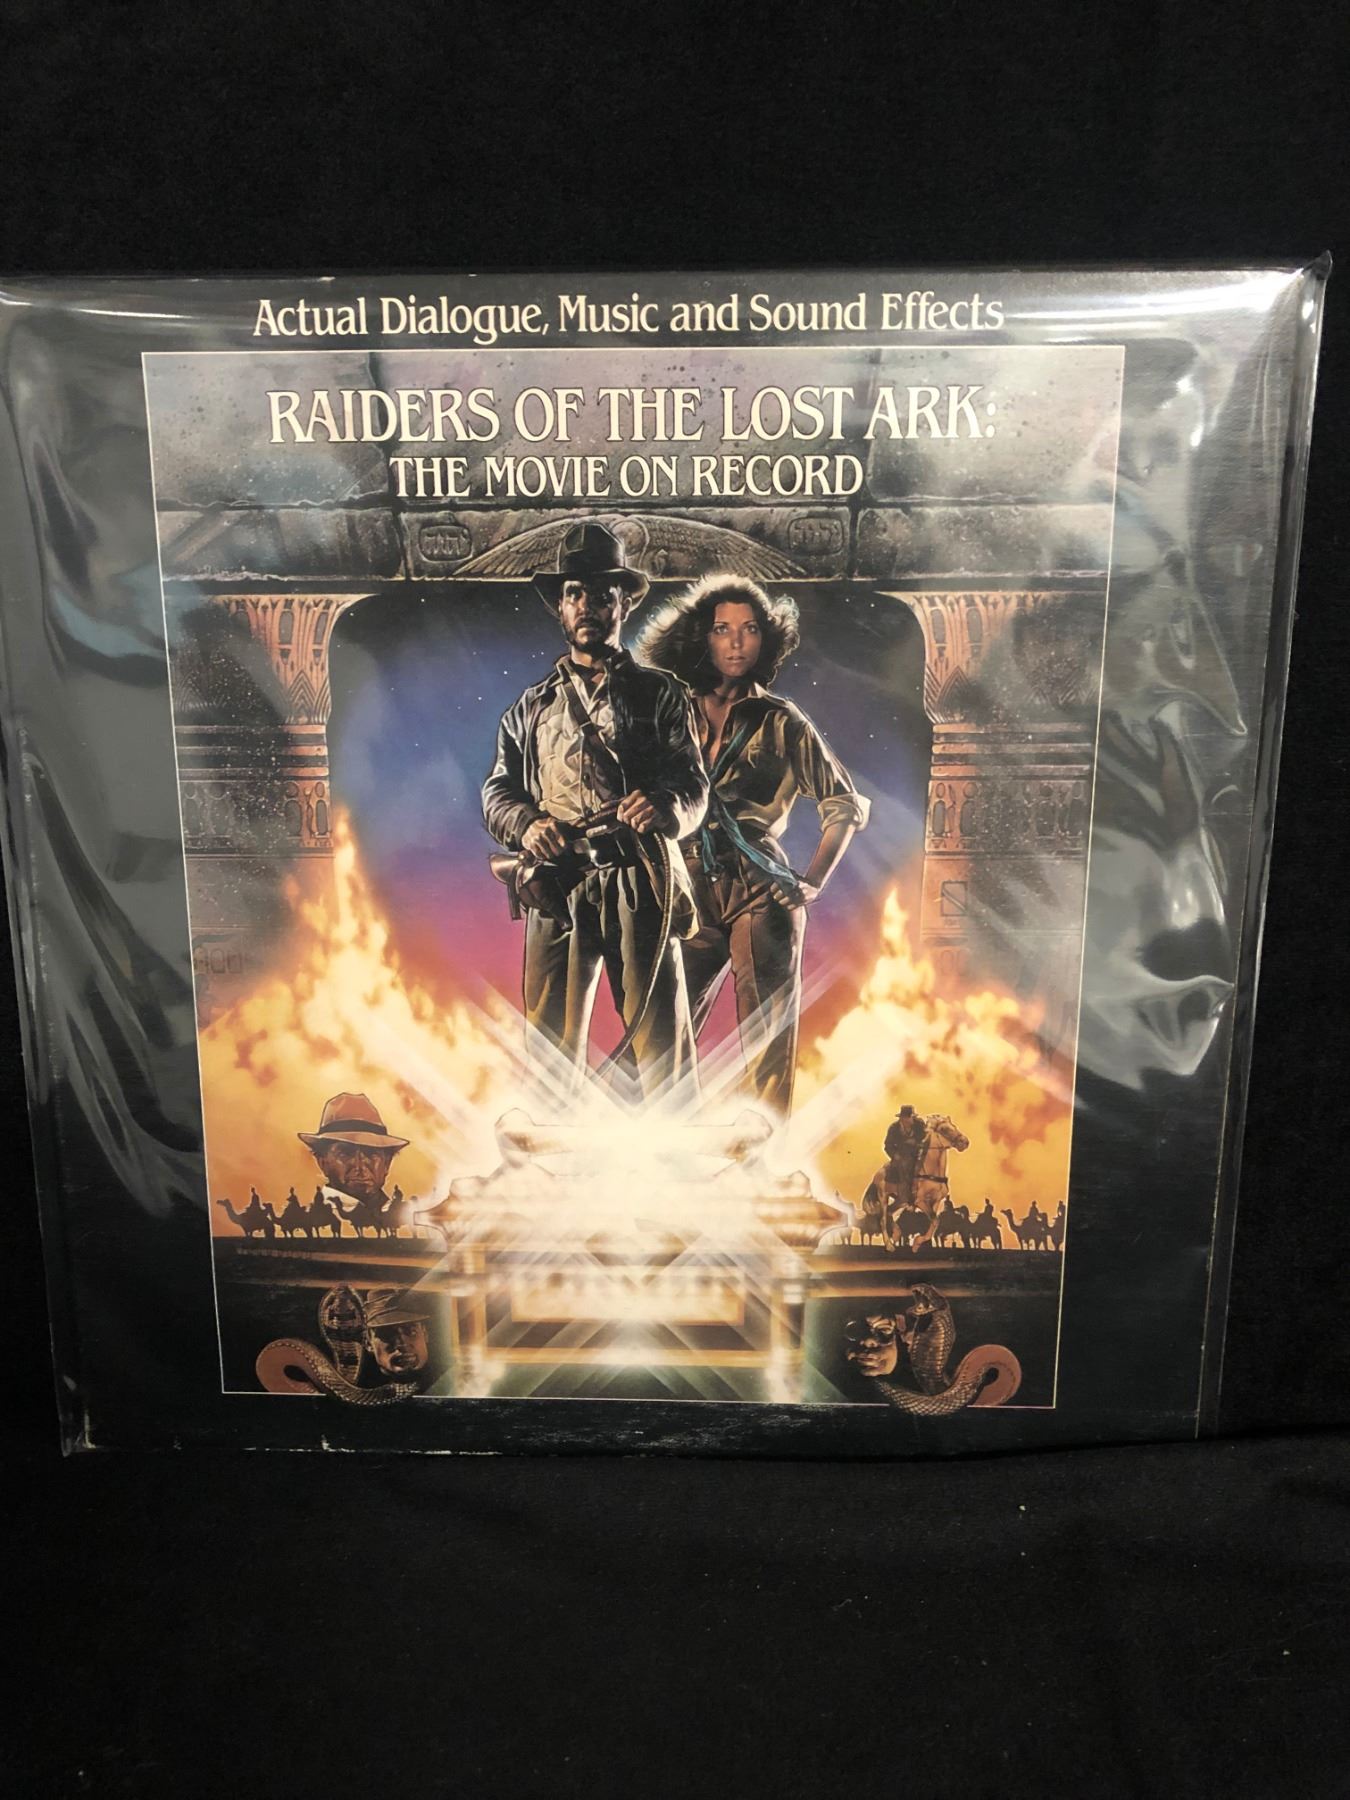 Actual Dialogue, Music and Sound Effects
RAIDERS OF THE LOST ARK:
THE MOVIE ON RECORD